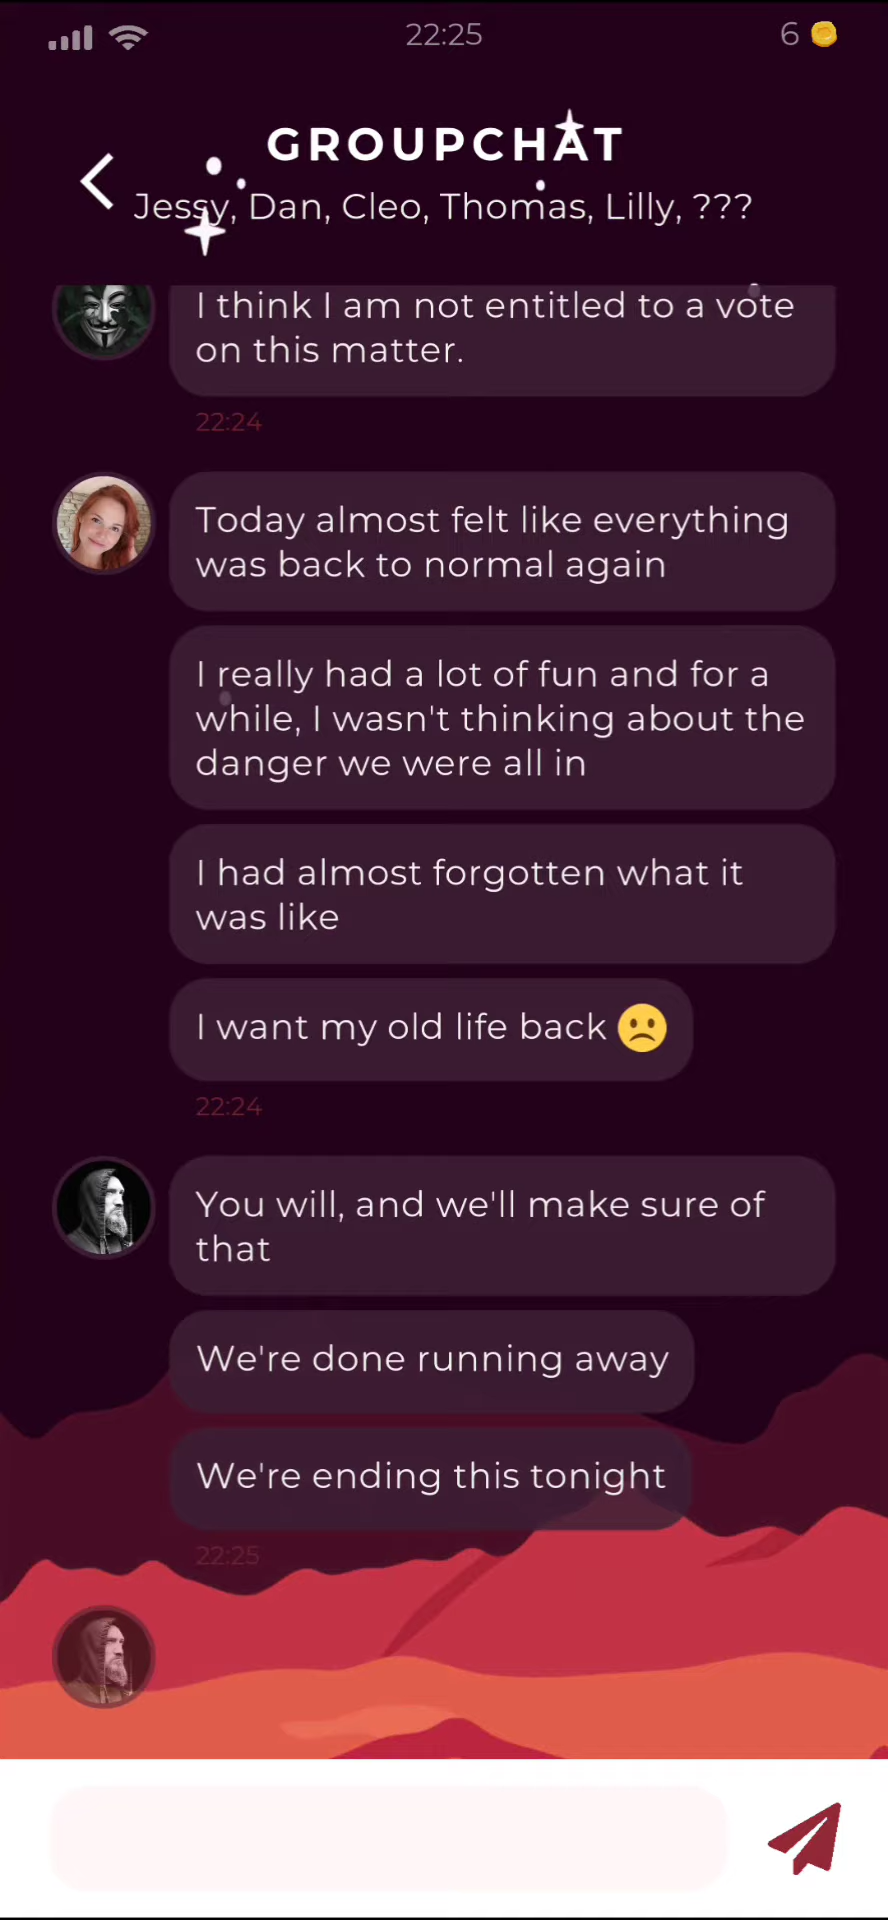 22:25
6
GROUPCHAT
Jessy, Dan, Cleo, Thomas, Lilly, ???
I think I am not entitled to a vote
on this matter.
22:24
Today almost felt like everything
was back to normal again
I really had a lot of fun and for a
while, I wasn't thinking about the
danger we were all in
I had almost forgotten what it
was like
I want my old life back ☹️
22:24
You will, and we'll make sure of
that
We're done running away
We're ending this tonight
22:25